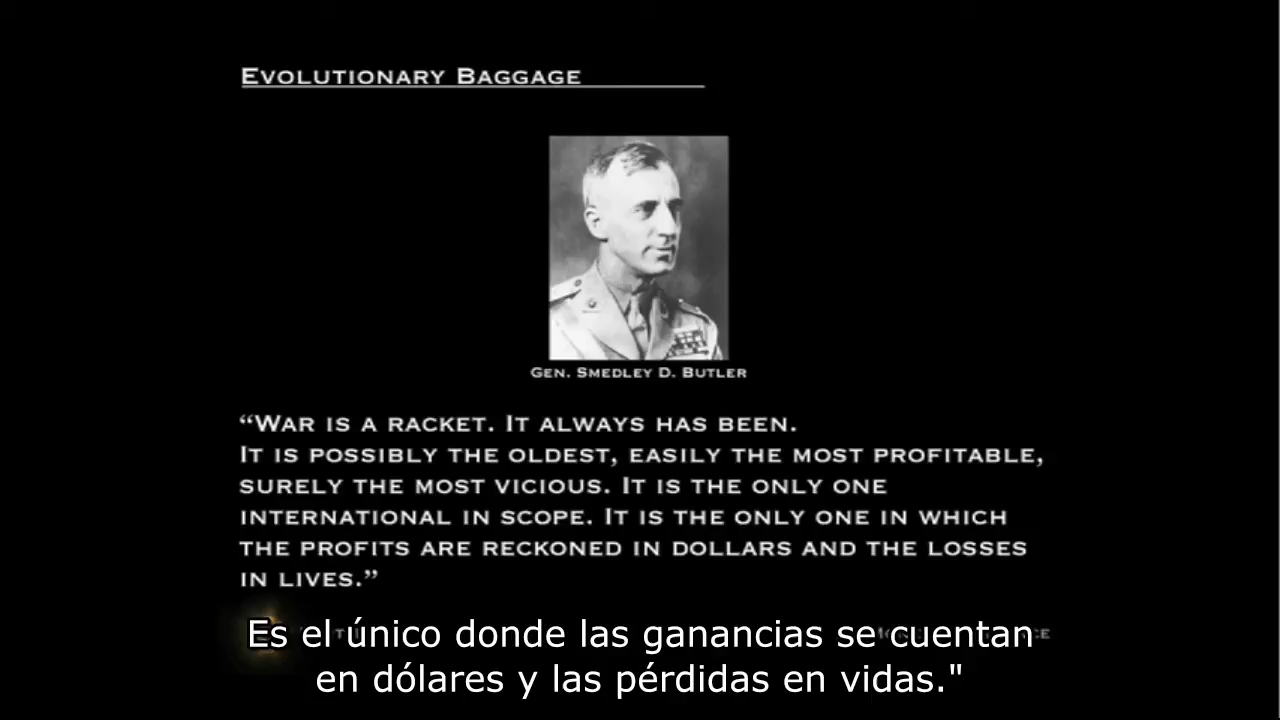 EVOLUTIONARY BAGGAGE
GEN. SMEDLEY D. BUTLER
“WAR IS A RACKET. IT ALWAYS HAS BEEN.
IT IS POSSIBLY THE OLDEST, EASILY THE MOST PROFITABLE,
SURELY THE MOST VICIOUS. IT IS THE ONLY ONE
INTERNATIONAL IN SCOPE. IT IS THE ONLY ONE IN WHICH
THE PROFITS ARE RECKONED IN DOLLARS AND THE LOSSES
IN LIVES.”
Es el único donde las ganancias se cuentan
en dólares y las pérdidas en vidas."